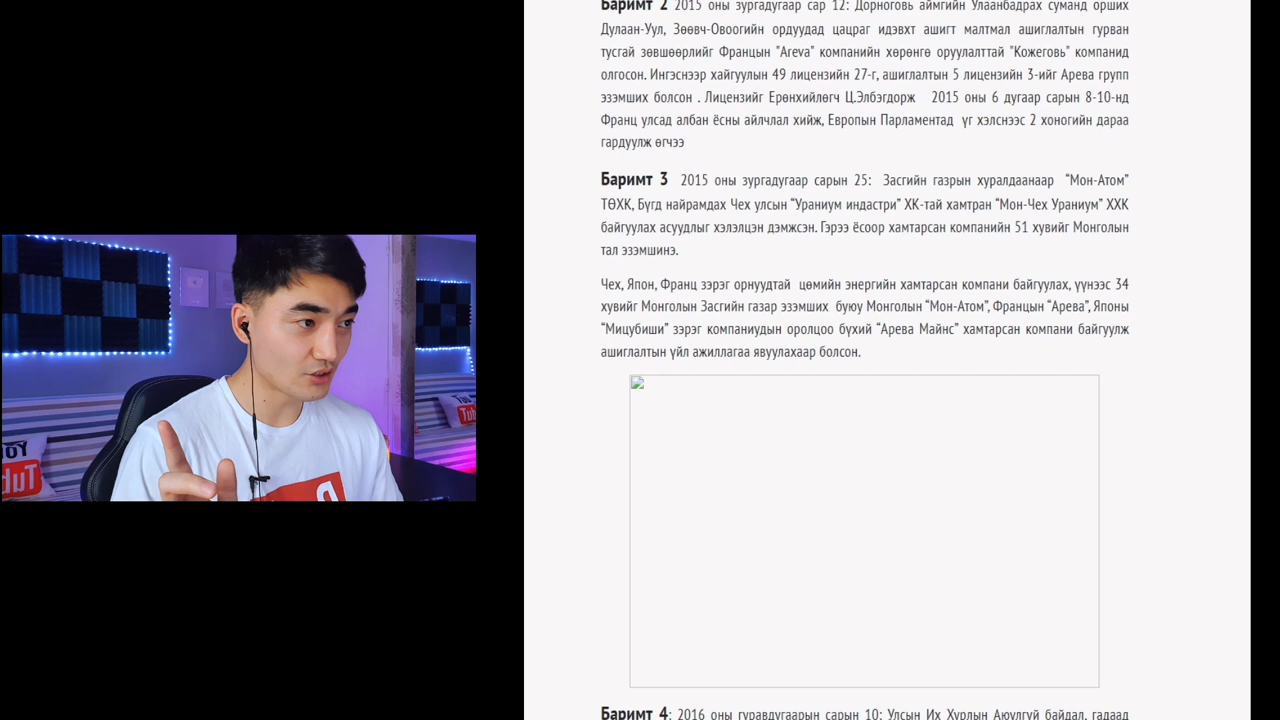 Баримт 2 2015 оны зургадугаар сар 12: Дорноговь аймгийн Улаанбадрах суманд орших
Дулаан-Уул, Зөөвч-Овоогийн ордуудад цацраг идэвхт ашигт малтмал ашиглалтын гурван
тусгай зөвшөөрлийг Францын "Areva" компанийн хөрөнгө оруулалттай "Кожеговь" компанид
олгосон. Ингэснээр хайгуулын 49 лицензийн 27-г, ашиглалтын 5 лицензийн 3-ийг Арева групп
эзэмших болсон . Лицензийг Ерөнхийлөгч Ц.Элбэгдорж 2015 оны 6 дугаар сарын 8-10-нд
Франц улсад албан ёсны айлчлал хийж, Европын Парламентад үг хэлснээс 2 хоногийн дараа
гардуулж өгчээ
Баримт 3 2015 оны зургадугаар сарын 25: Засгийн газрын хуралдаанаар “Мон-Атом”
ТӨХК, Бүгд найрамдах Чех улсын “Ураниум индастри” ХК-тай хамтран “Мон-Чех Ураниум” ХХК
байгуулах асуудлыг хэлэлцэн дэмжсэн. Гэрээ ёсоор хамтарсан компанийн 51 хувийг Монголын
тал эзэмшинэ.
Чех, Япон, Франц зэрэг орнуудтай цөмийн энергийн хамтарсан компани байгуулах, үүнээс 34
хувийг Монголын Засгийн газар эзэмших буюу Монголын “Мон-Атом”, Францын “Арева”, Японы
“Мицубиши” зэрэг компаниудын оролцоо бүхий “Арева Майнс” хамтарсан компани байгуулж
ашиглалтын үйл ажиллагаа явуулахаар болсон.
Баримт 4: 2016 оны гуравдугаарын сарын 10: Улсын Их Хурлын Аюулгүй байдал, гадаад